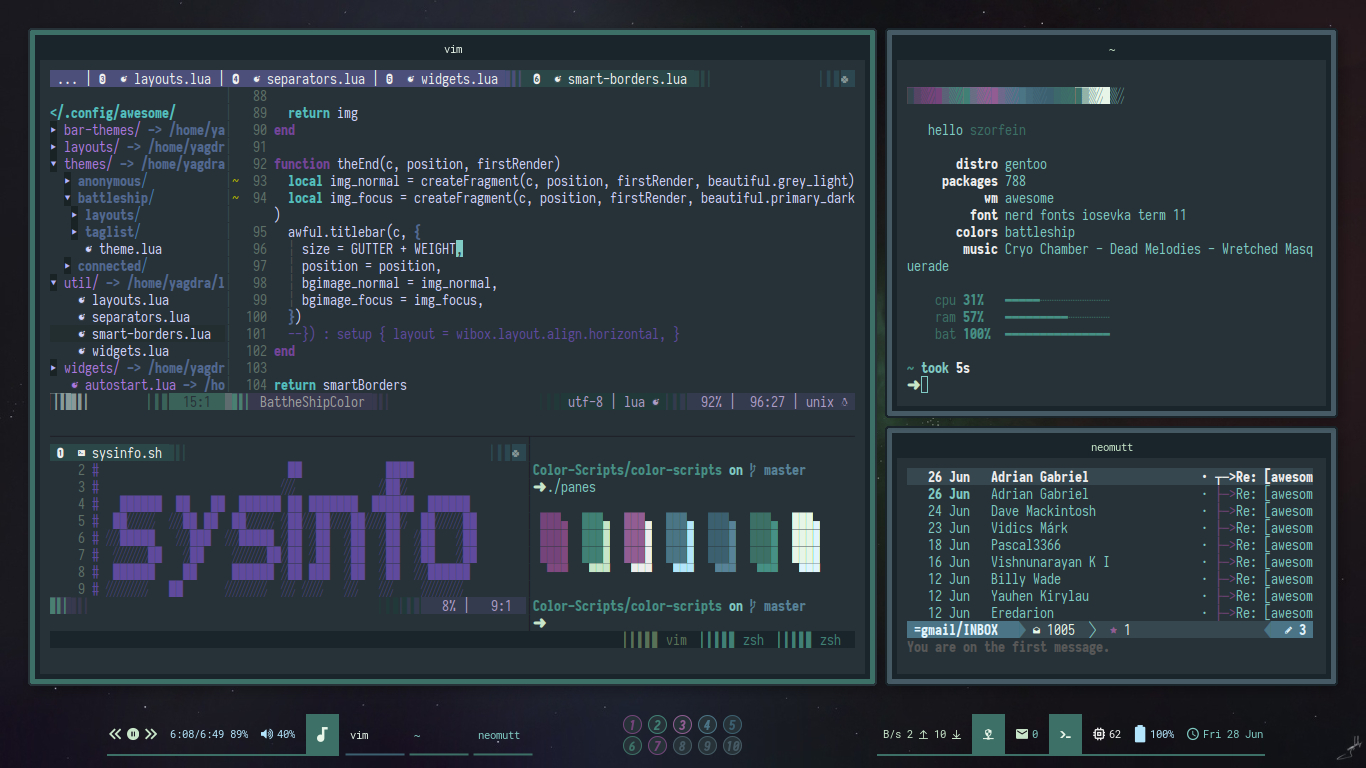 vim
... | 3 layouts.lua | 4 separators.lua | 5 widgets.lua
6 smart-borders.lua
</.config/awesome/
▸ bar-themes/ -> /home/ya
▸ layouts/ -> /home/yagdr
▾ themes/ -> /home/yagdra
▸ anonymous/
▾ battleship/
▸ layouts/
▸ taglist/
theme.lua
▸ connected/
▾ util/ -> /home/yagdra/l
layouts.lua
separators.lua
smart-borders.lua
widgets.lua
▸ widgets/ -> /home/yagdr
autostart.lua -> /ho
88
89 return img
90 end
91
92 function theEnd(c, position, firstRender)
~ 93 local img_normal = createFragment(c, position, firstRender, beautiful.grey_light)
~ 94 local img_focus = createFragment(c, position, firstRender, beautiful.primary_dark
)
95 awful.titlebar(c, {
96 size = GUTTER + WEIGHT,
97 position = position,
98 bgimage_normal = img_normal,
99 bgimage_focus = img_focus,
100 })
101 --}) : setup { layout = wibox.layout.align.horizontal, }
102 end
103
104 return smartBorders
15:1 BattheShipColor
utf-8 | lua 92% | 96:27 | unix
1 sysinfo.sh
2 #
3 #
4 #
5 #
6 #
7 #
8 #
9 #
sysinfo
8% | 9:1
Color-Scripts/color-scripts on master
➜ ./panes
Color-Scripts/color-scripts on master
➜
vim zsh zsh
~
hello szorfein
distro gentoo
packages 788
wm awesome
font nerd fonts iosevka term 11
colors battleship
music Cryo Chamber - Dead Melodies - Wretched Masq
uerade
cpu 31%
ram 57%
bat 100%
~ took 5s
➜
neomutt
26 Jun Adrian Gabriel · ┬─>Re: [awesom
26 Jun Adrian Gabriel · ├─>Re: [awesom
24 Jun Dave Mackintosh · ├─>Re: [awesom
23 Jun Vidics Márk · ├─>Re: [awesom
18 Jun Pascal3366 · ├─>Re: [awesom
16 Jun Vishnunarayan K I · ├─>Re: [awesom
12 Jun Billy Wade · ├─>Re: [awesom
12 Jun Yauhen Kirylau · ├─>Re: [awesom
12 Jun Eredarion · ├─>Re: [awesom
=gmail/INBOX 1005 1 3
You are on the first message.
6:08/6:49 89% 40% vim ~ neomutt
1 2 3 4 5
6 7 8 9 10
B/s 2 10 0 62 100% Fri 28 Jun